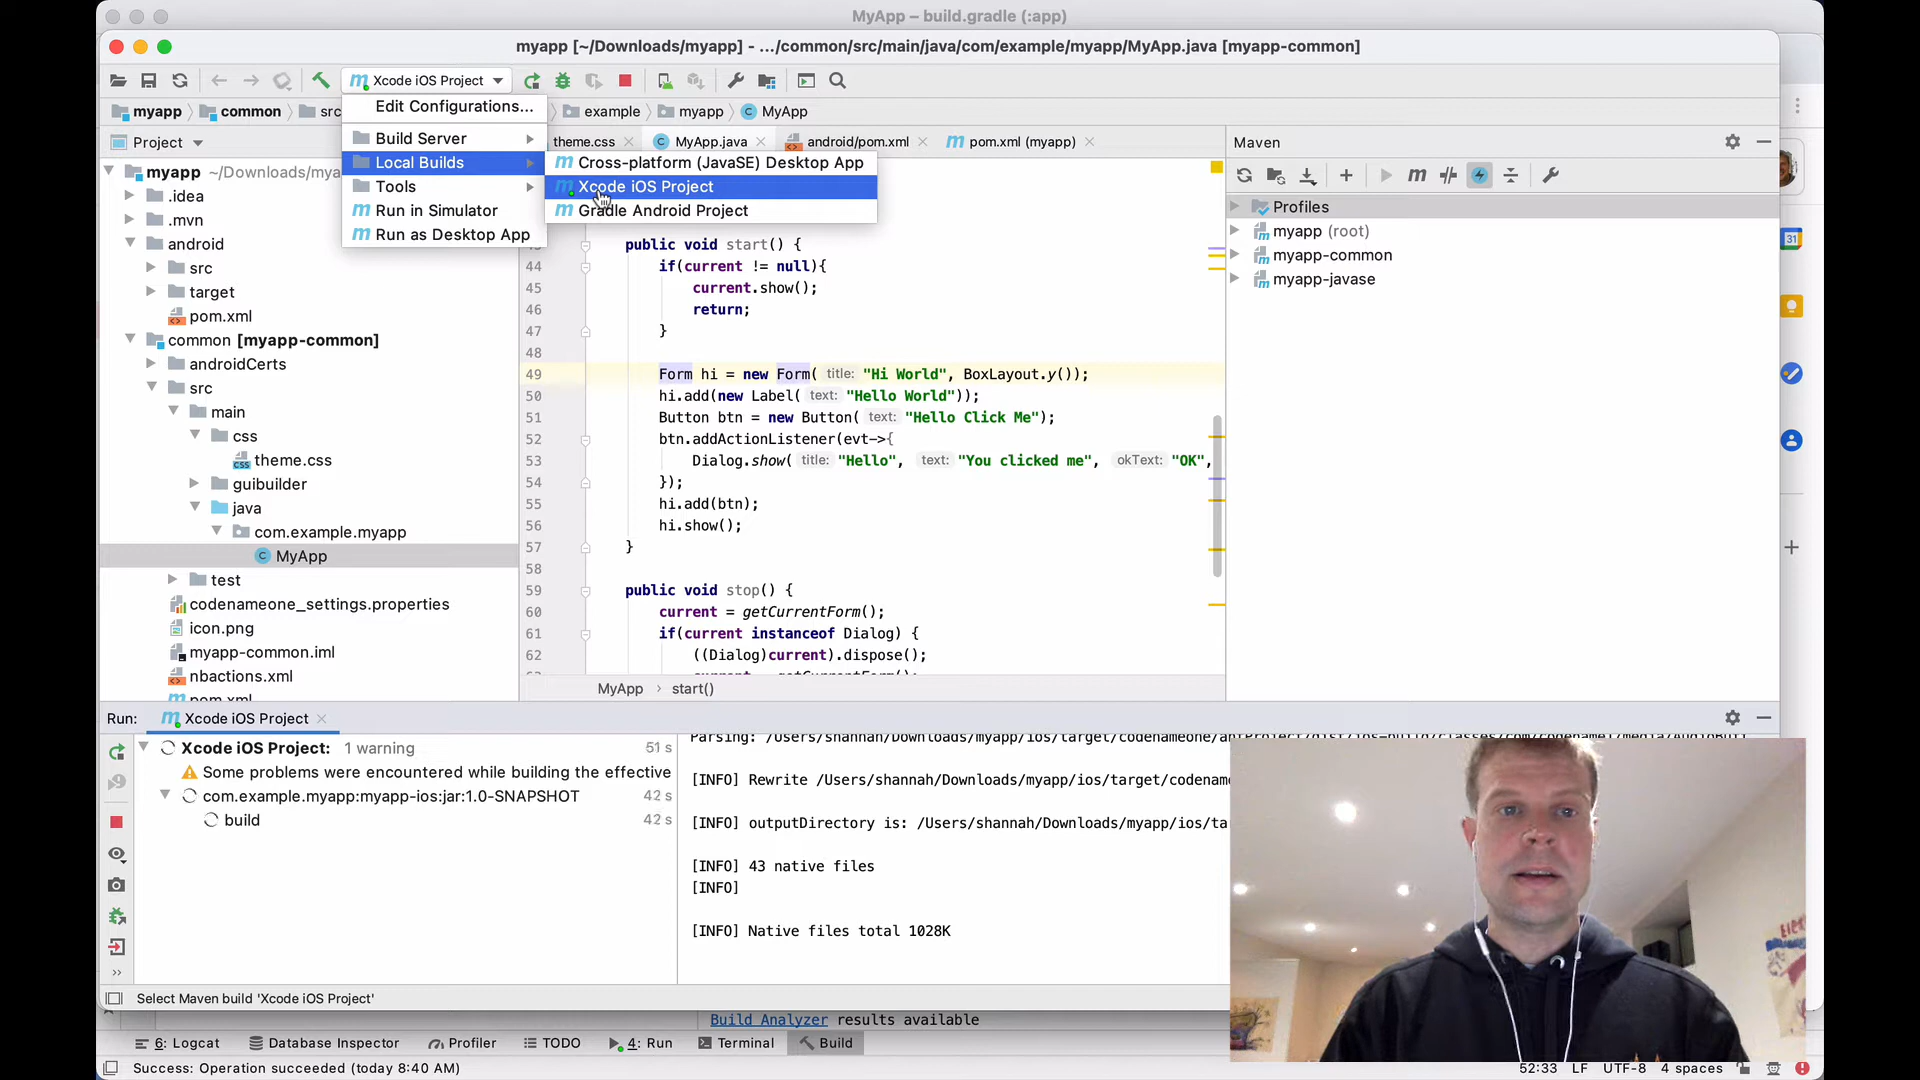 MyApp – build.gradle (:app)
myapp [~/Downloads/myapp] - .../common/src/main/java/com/example/myapp/MyApp.java [myapp-common]
Xcode iOS Project
myapp common src example myapp MyApp
Edit Configurations...
Build Server
Local Builds
Tools
Run in Simulator
Run as Desktop App
Cross-platform (JavaSE) Desktop App
Xcode iOS Project
Gradle Android Project
Project
theme.css MyApp.java android/pom.xml pom.xml (myapp)
Maven
myapp ~/Downloads/mya
.idea
.mvn
android
src
target
pom.xml
common [myapp-common]
androidCerts
src
main
css
theme.css
guibuilder
java
com.example.myapp
MyApp
test
codenameone_settings.properties
icon.png
myapp-common.iml
nbactions.xml
pom.xml
public void start() {
44 if(current != null){
45 current.show();
46 return;
47 }
48
49 Form hi = new Form( title: "Hi World", BoxLayout.y());
50 hi.add(new Label( text: "Hello World"));
51 Button btn = new Button( text: "Hello Click Me");
52 btn.addActionListener(evt->{
53 Dialog.show( title: "Hello", text: "You clicked me", okText: "OK",
54 });
55 hi.add(btn);
56 hi.show();
57 }
58
59 public void stop() {
60 current = getCurrentForm();
61 if(current instanceof Dialog) {
62 ((Dialog)current).dispose();
MyApp › start()
Profiles
myapp (root)
myapp-common
myapp-javase
31
Run: Xcode iOS Project
Xcode iOS Project: 1 warning 51 s
Some problems were encountered while building the effective
com.example.myapp:myapp-ios:jar:1.0-SNAPSHOT 42 s
build 42 s
[INFO] Rewrite /Users/shannah/Downloads/myapp/ios/target/codename
[INFO] outputDirectory is: /Users/shannah/Downloads/myapp/ios/tar
[INFO] 43 native files
[INFO]
[INFO] Native files total 1028K
Select Maven build 'Xcode iOS Project'
Build Analyzer results available
6: Logcat Database Inspector Profiler TODO 4: Run Terminal Build
Success: Operation succeeded (today 8:40 AM)
52:33 LF UTF-8 4 spaces